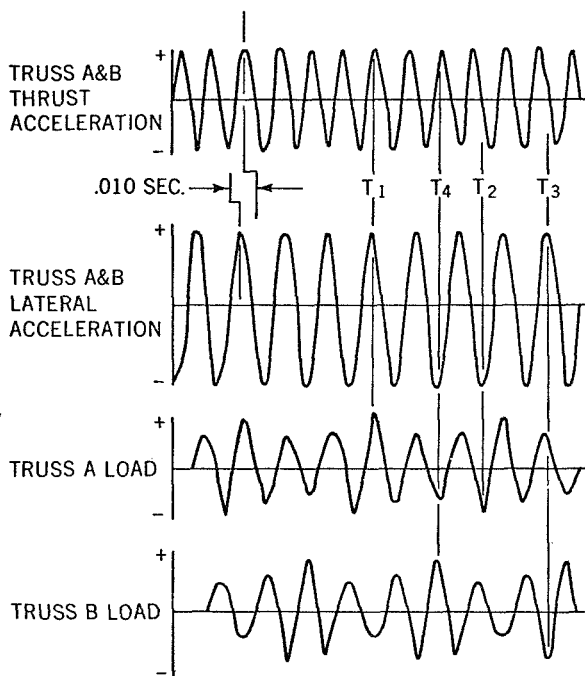 TRUSS A&B
THRUST
ACCELERATION
+
-
.010 SEC.
T1 T4 T2 T3
TRUSS A&B
LATERAL
ACCELERATION
+
-
TRUSS A LOAD
+
-
TRUSS B LOAD
+
-